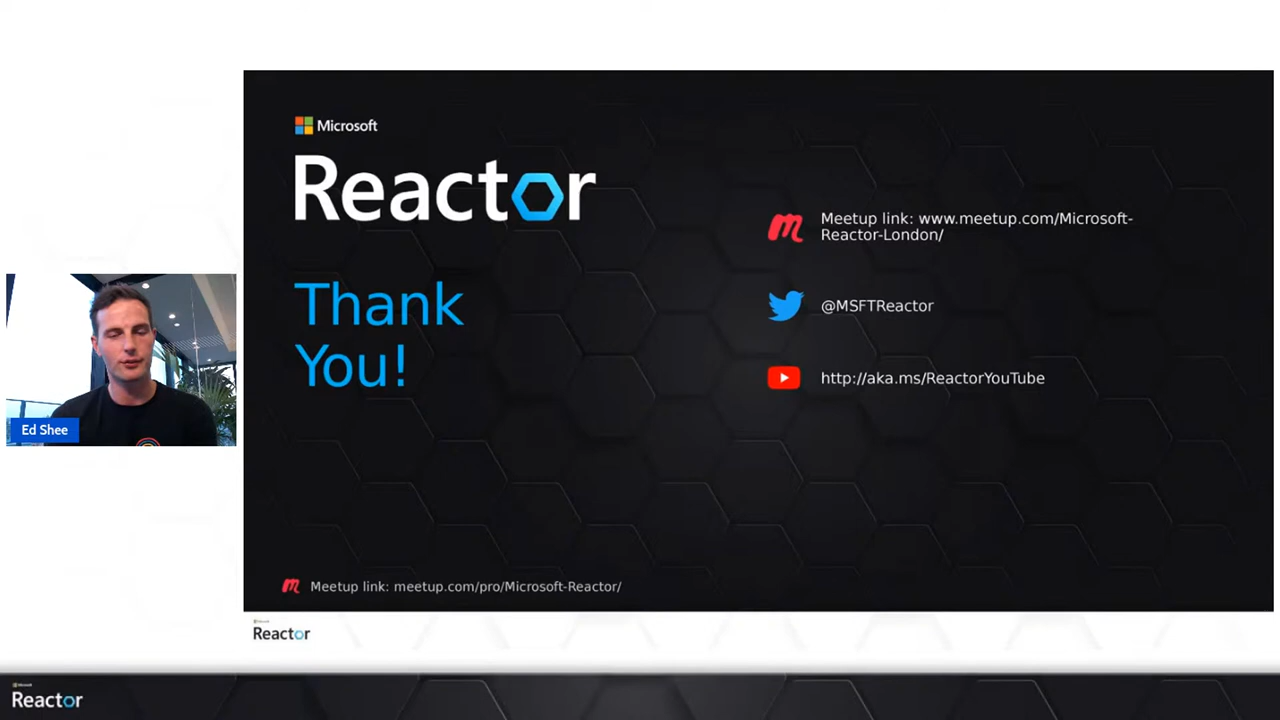 Microsoft
Reactor
Thank
You!
Meetup link: www.meetup.com/Microsoft-
Reactor-London/
@MSFTReactor
http://aka.ms/ReactorYouTube
Ed Shee
Meetup link: meetup.com/pro/Microsoft-Reactor/
Reactor
Reactor